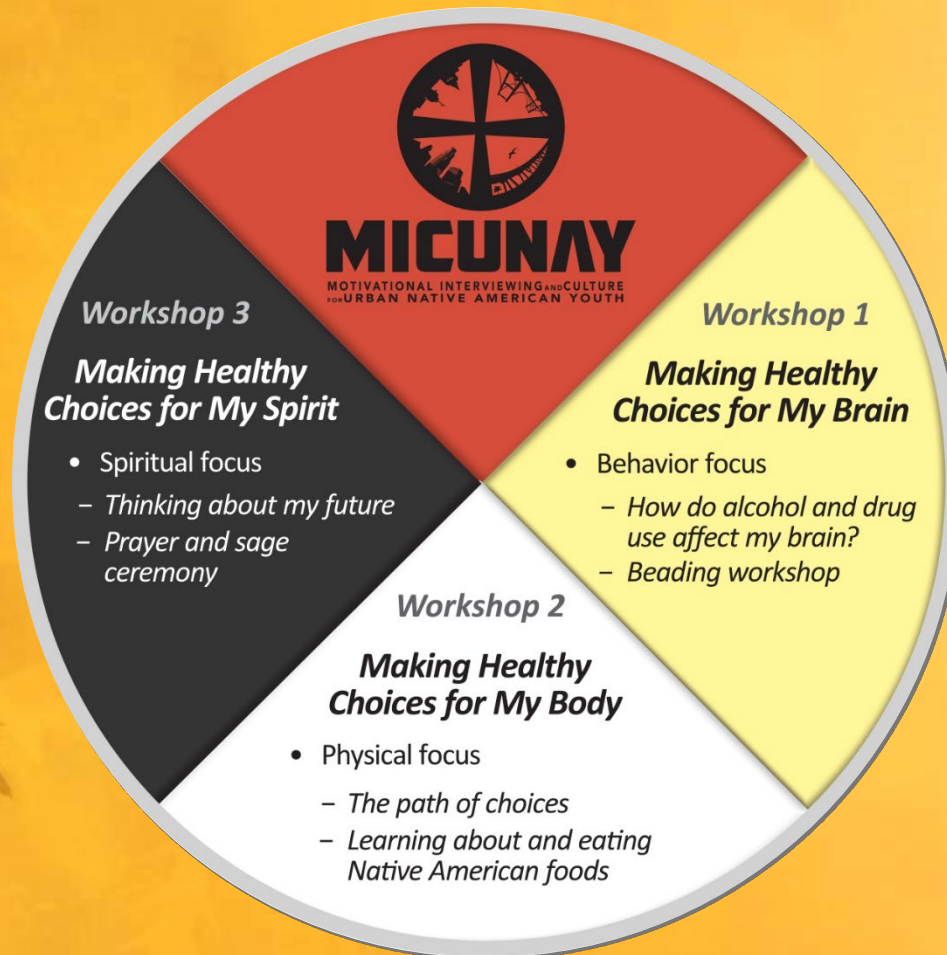 MICUNAY
MOTIVATIONAL INTERVIEWING AND CULTURE
FOR URBAN NATIVE AMERICAN YOUTH
Workshop 1
Making Healthy
Choices for My Brain
• Behavior focus
– How do alcohol and drug
use affect my brain?
– Beading workshop
Workshop 2
Making Healthy
Choices for My Body
• Physical focus
– The path of choices
– Learning about and eating
Native American foods
Workshop 3
Making Healthy
Choices for My Spirit
• Spiritual focus
– Thinking about my future
– Prayer and sage
ceremony